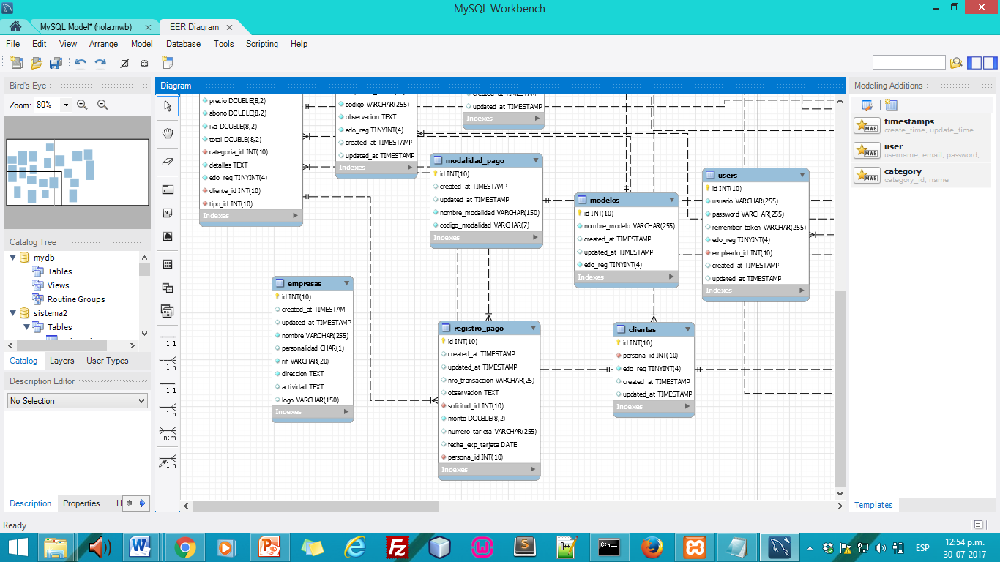 MySQL Workbench
MySQL Model* (hola.mwb)
EER Diagram
File Edit View Arrange Model Database Tools Scripting Help
Bird's Eye
Zoom: 80%
Catalog Tree
mydb
Tables
Views
Routine Groups
sistema2
Tables
Catalog Layers User Types
Description Editor
No Selection
Description Properties H
Ready
Diagram
1:1
1:n
1:1
1:n
n:m
1:n
precio DCUBLE(8,2)
abono DCUBLE(8,2)
iva DCUBLE(8,2)
total DCUBLE(8,2)
categoria_id INT(10)
detalles TEXT
edo_reg TINYINT(4)
cliente_id INT(10)
tipo_id INT(10)
Indexes
codigo VARCHAR(255)
observacion TEXT
edo_reg TINYINT(4)
created_at TIMESTAMP
updated_at TIMESTAMP
Indexes
updated_at TIMESTAMP
Indexes
modalidad_pago
id INT(10)
created_at TIMESTAMP
updated_at TIMESTAMP
nombre_modalidad VARCHAR(150)
codigo_modalidad VARCHAR(7)
Indexes
modelos
id INT(10)
nombre_modelo VARCHAR(255)
created_at TIMESTAMP
updated_at TIMESTAMP
edo_reg TINYINT(4)
Indexes
users
id INT(10)
usuario VARCHAR(255)
password VARCHAR(255)
remember_token VARCHAR(255)
edo_reg TINYINT(4)
empleado_id INT(10)
created_at TIMESTAMP
updated_at TIMESTAMP
Indexes
empresas
id INT(10)
created_at TIMESTAMP
updated_at TIMESTAMP
nombre VARCHAR(255)
personalidad CHAR(1)
rif VARCHAR(20)
direccion TEXT
actividad TEXT
logo VARCHAR(150)
Indexes
registro_pago
id INT(10)
created_at TIMESTAMP
updated_at TIMESTAMP
nro_transaccion VARCHAR(25)
observacion TEXT
solicitud_id INT(10)
monto DCUBLE(8,2)
numero_tarjeta VARCHAR(255)
fecha_exp_tarjeta DATE
persona_id INT(10)
Indexes
clientes
id INT(10)
persona_id INT(10)
edo_reg TINYINT(4)
created_at TIMESTAMP
updated_at TIMESTAMP
Indexes
Modeling Additions
timestamps
create_time, update_time
user
username, email, password, ...
category
category_id, name
MWB
MWB
MWB
Templates
ESP
12:54 p.m.
30-07-2017